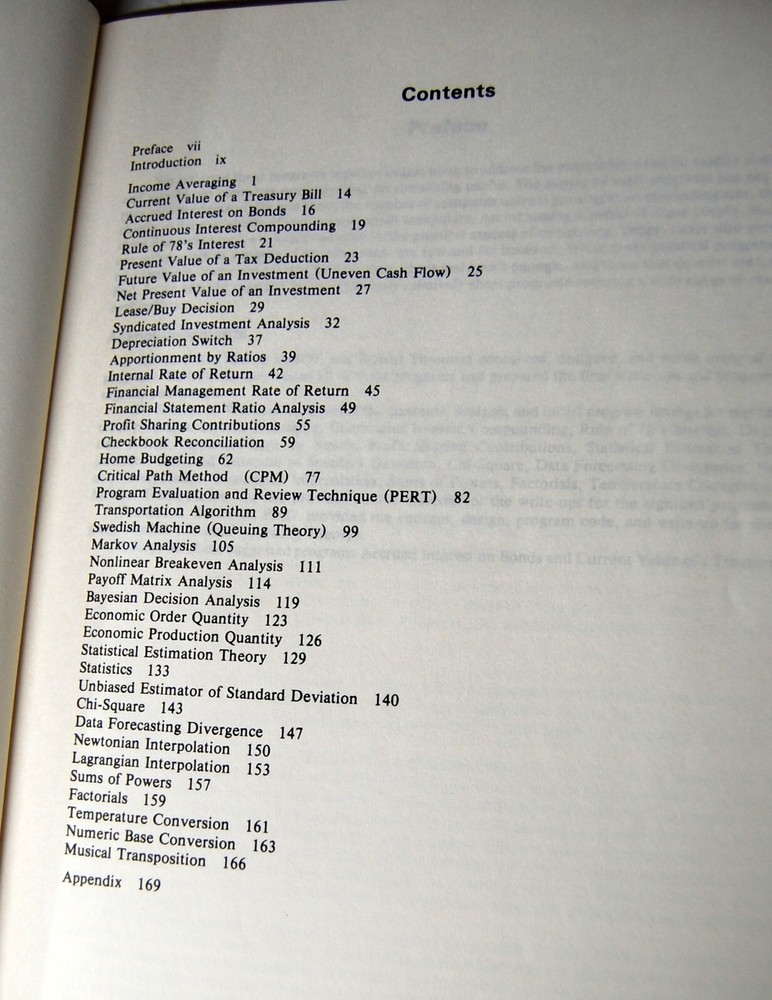 Contents
Preface vii
Introduction ix
Income Averaging 1
Current Value of a Treasury Bill 14
Accrued Interest on Bonds 16
Continuous Interest Compounding 19
Rule of 78's Interest 21
Present Value of a Tax Deduction 23
Future Value of an Investment (Uneven Cash Flow) 25
Net Present Value of an Investment 27
Lease/Buy Decision 29
Syndicated Investment Analysis 32
Depreciation Switch 37
Apportionment by Ratios 39
Internal Rate of Return 42
Financial Management Rate of Return 45
Financial Statement Ratio Analysis 49
Profit Sharing Contributions 55
Checkbook Reconciliation 59
Home Budgeting 62
Critical Path Method (CPM) 77
Program Evaluation and Review Technique (PERT) 82
Transportation Algorithm 89
Swedish Machine (Queuing Theory) 99
Markov Analysis 105
Nonlinear Breakeven Analysis 111
Payoff Matrix Analysis 114
Bayesian Decision Analysis 119
Economic Order Quantity 123
Economic Production Quantity 126
Statistical Estimation Theory 129
Statistics 133
Unbiased Estimator of Standard Deviation 140
Chi-Square 143
Data Forecasting Divergence 147
Newtonian Interpolation 150
Lagrangian Interpolation 153
Sums of Powers 157
Factorials 159
Temperature Conversion 161
Numeric Base Conversion 163
Musical Transposition 166
Appendix 169